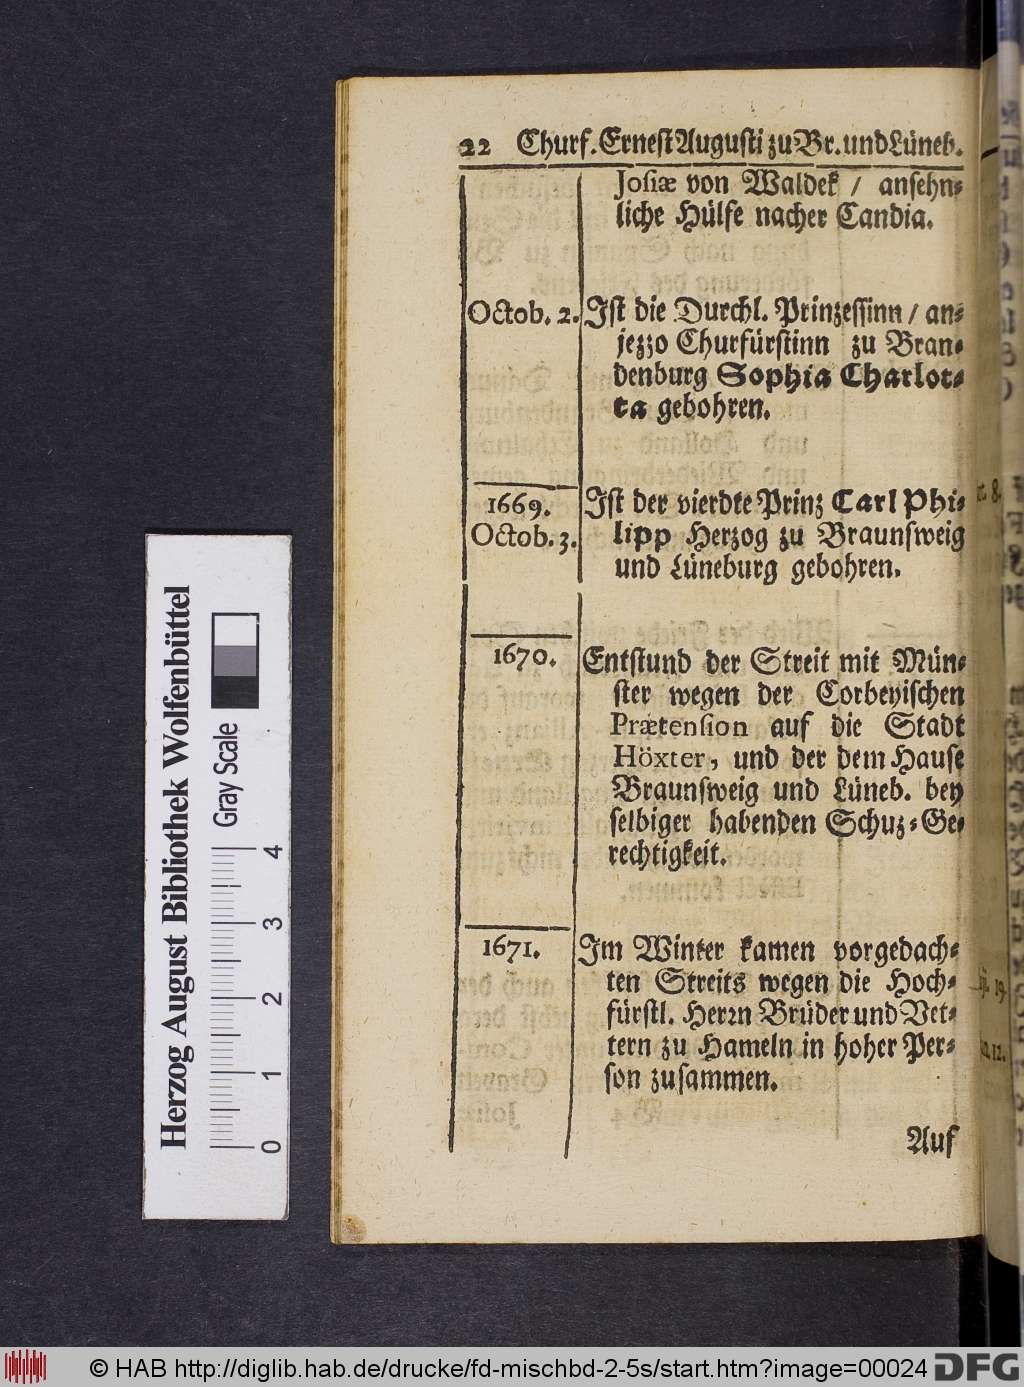 22 Churf. Ernest Augusti zu Br. und Lüneb.
Josiæ von Waldek / ansehn-
liche Hülfe nacher Candia.
Octob. 2. Ist die Durchl. Prinzessinn / an-
jezzo Churfürstinn zu Bran-
denburg Sophia Charlot-
ta gebohren.
1669. Ist der vierdte Prinz Carl Phi-
Octob. 3. lipp Herzog zu Braunsweig
und Lüneburg gebohren.
1670. Entstund der Streit mit Mün-
ster wegen der Corbeyischen
Prætension auf die Stadt
Höxter, und der dem Hause
Braunsweig und Lüneb. bey
selbiger habenden Schuz-Ge-
rechtigkeit.
1671. Im Winter kamen vorgedach-
ten Streits wegen die Hoch-
fürstl. Herrn Brüder und Vet-
tern zu Hameln in hoher Per-
son zusammen.
Auf
Herzog August Bibliothek Wolfenbüttel
Gray Scale
0 1 2 3 4
© HAB http://diglib.hab.de/drucke/fd-mischbd-2-5s/start.htm?image=00024
DFG